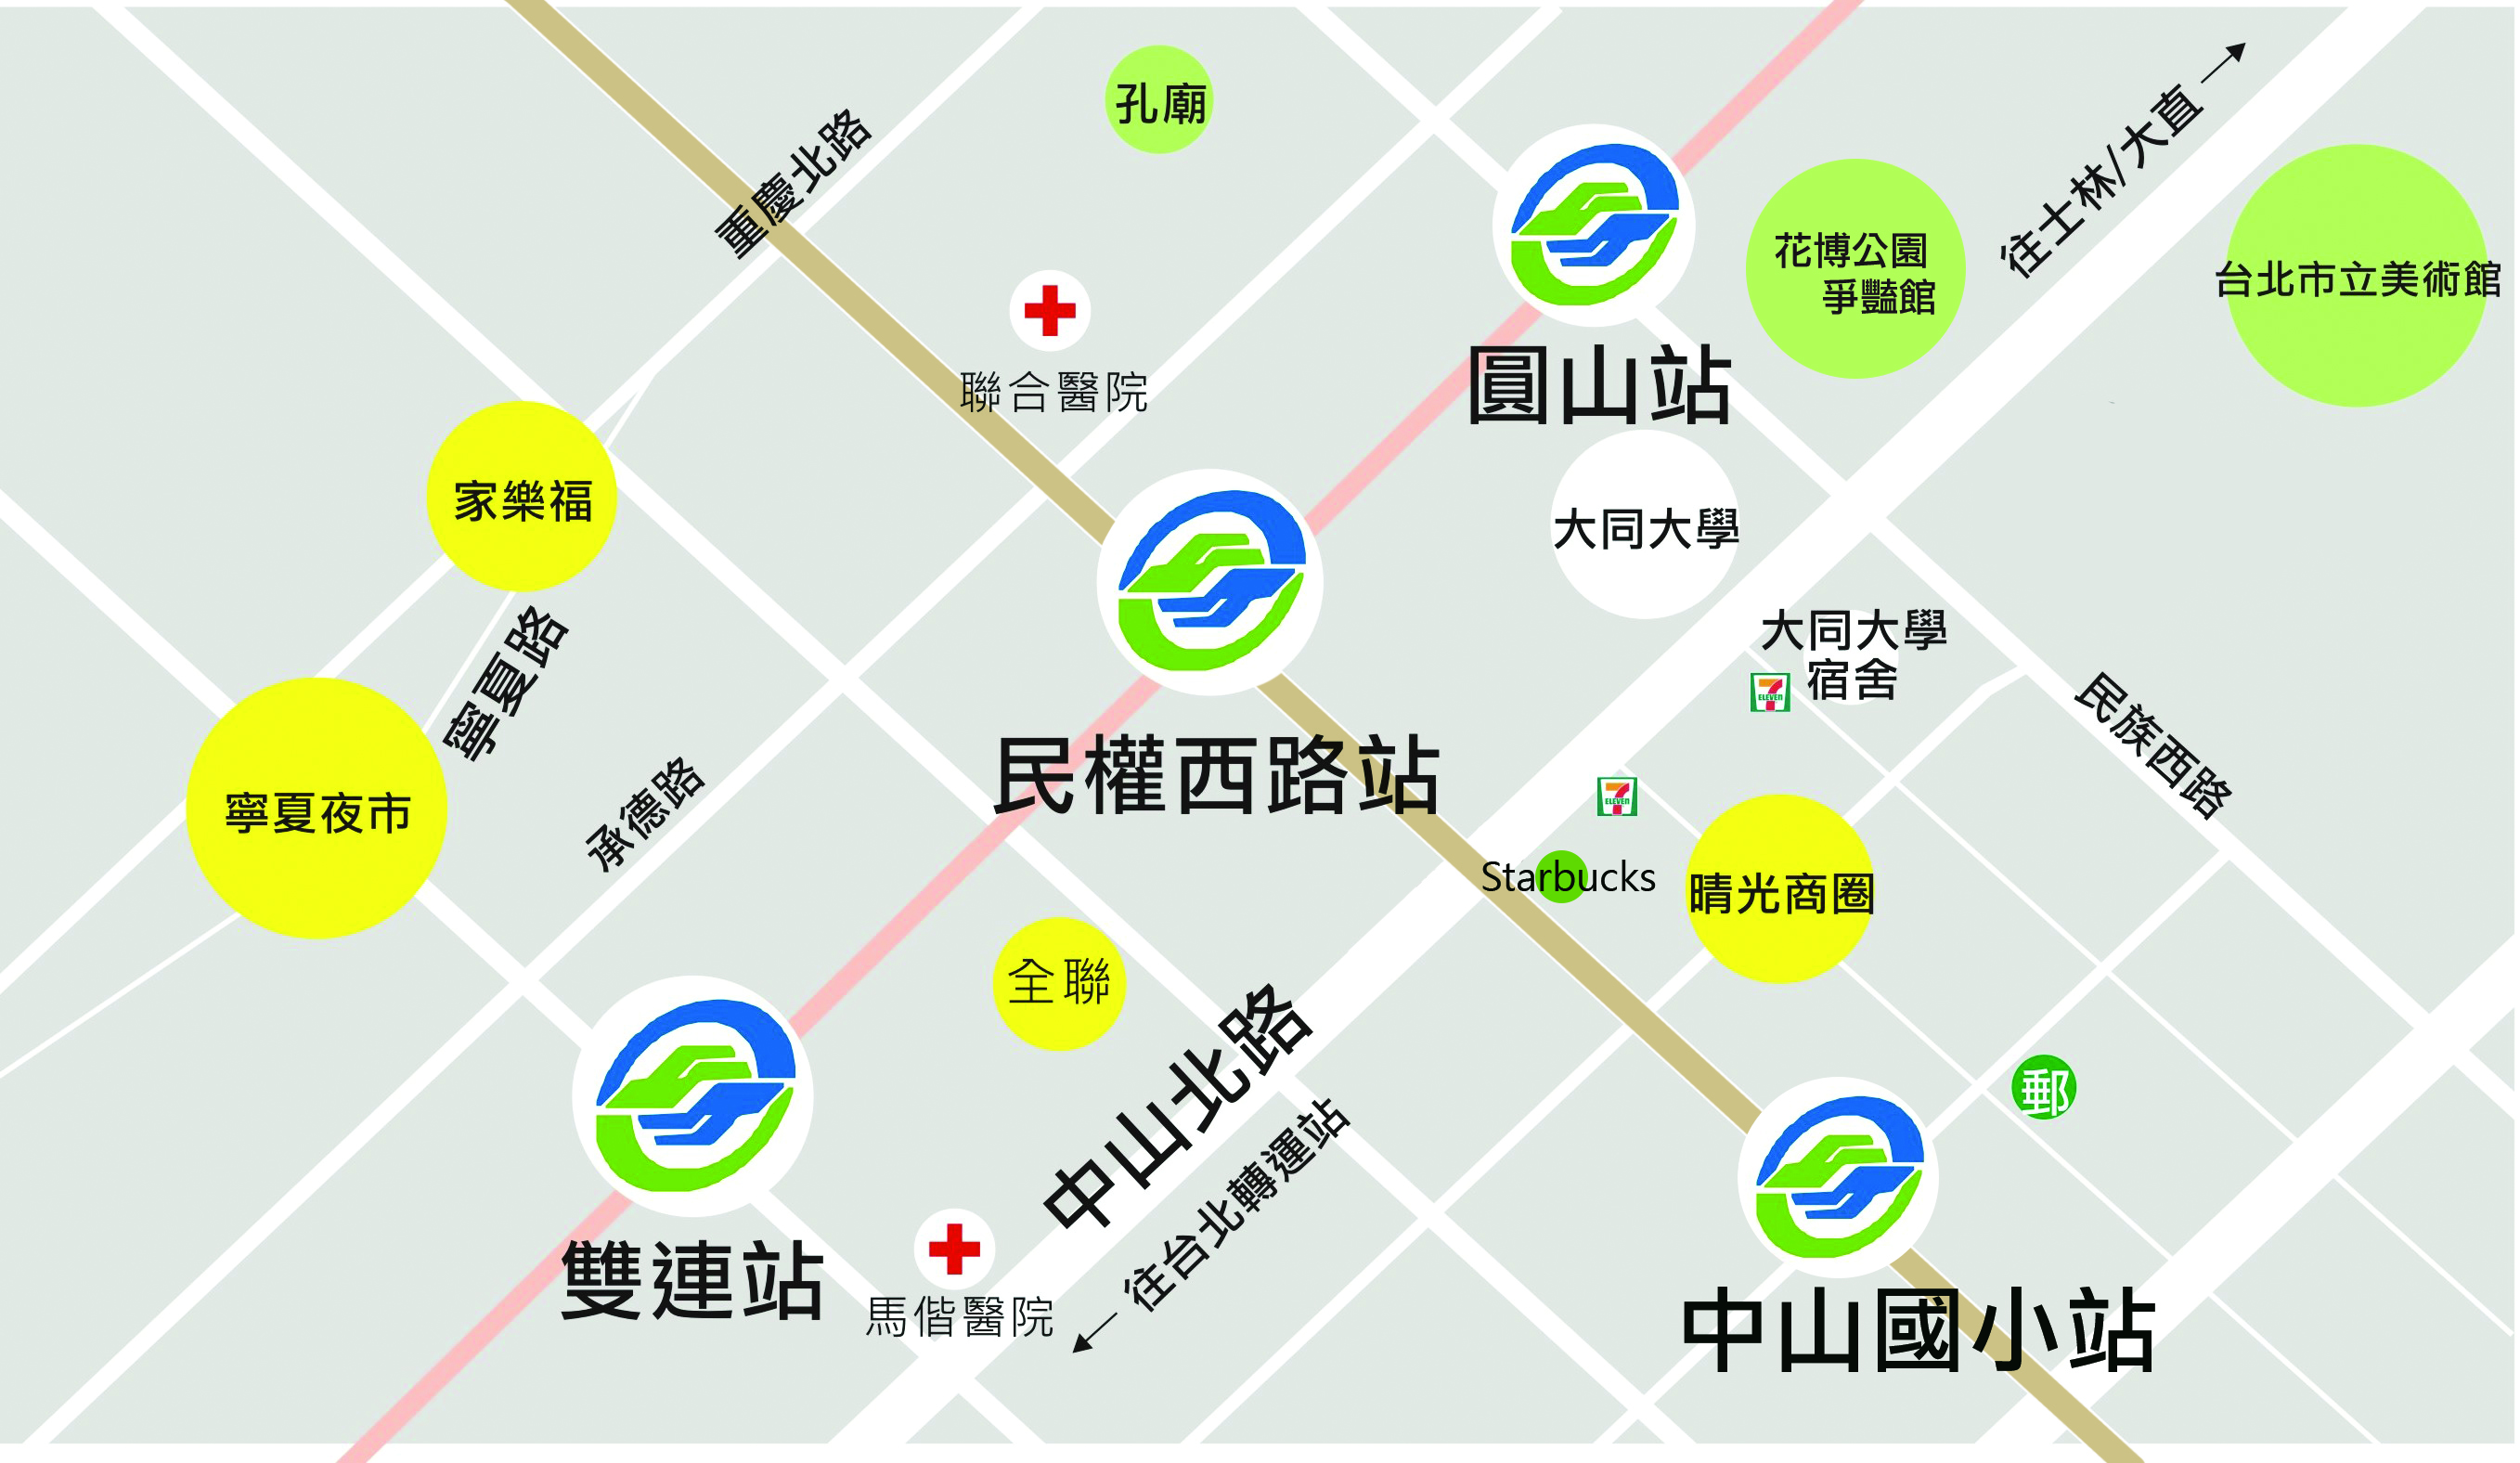 孔廟
重慶北路
往士林/大直
花博公園
爭豔館
台北市立美術館
聯合醫院
圓山站
家樂福
大同大學
大同大學
宿舍
7
ELEVEN
寧夏路
民族西路
民權西路站
7
ELEVEN
寧夏夜市
承德路
Starbucks
晴光商圈
全聯
中山北路
郵
往台北轉運站
雙連站
馬偕醫院
中山國小站